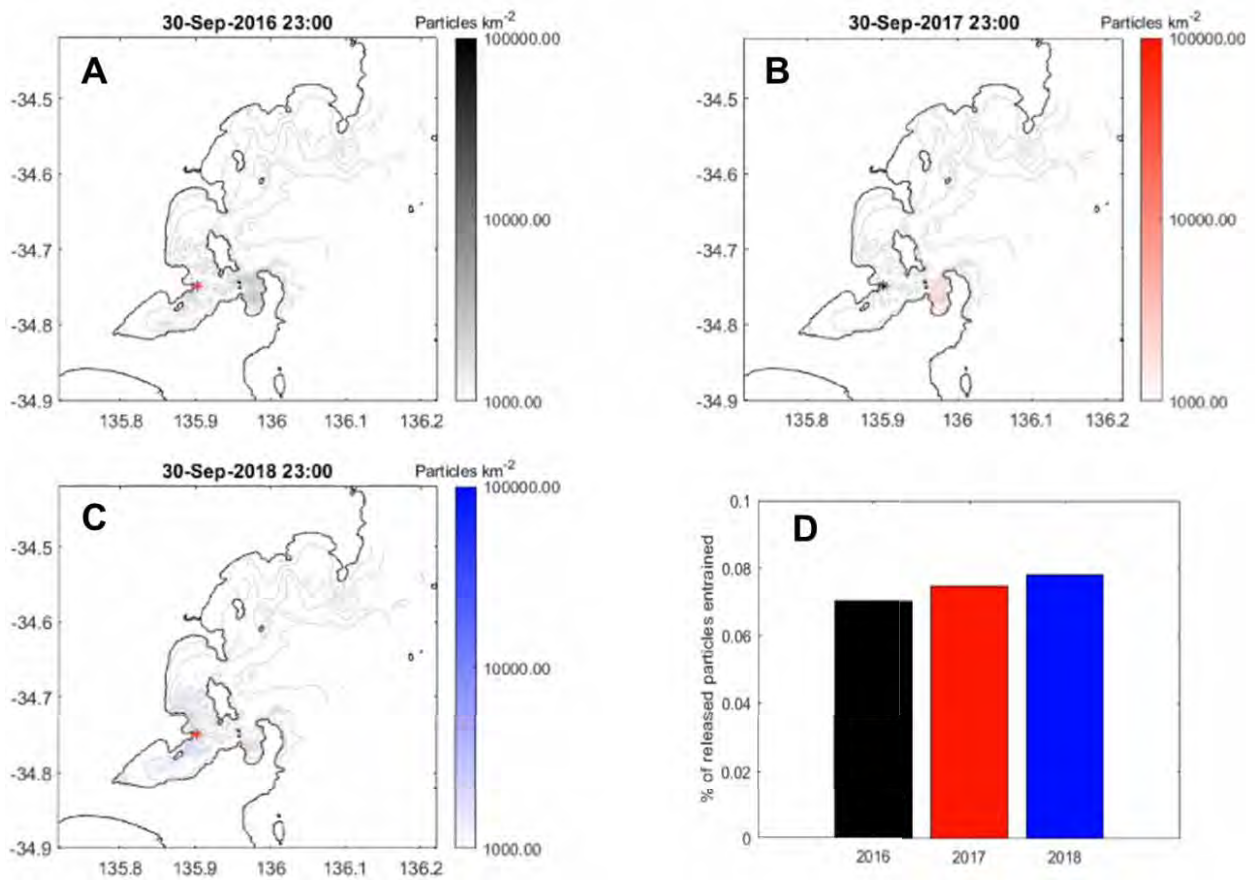 30-Sep-2016 23:00
Particles km-2
100000.00
A
-34.5
-34.6
10000.00
-34.7
-34.8
-34.9
1000.00
135.8 135.9 136 136.1 136.2
30-Sep-2017 23:00
Particles km-2
100000.00
B
-34.5
-34.6
10000.00
-34.7
-34.8
-34.9
1000.00
135.8 135.9 136 136.1 136.2
30-Sep-2018 23:00
Particles km-2
100000.00
C
-34.5
-34.6
10000.00
-34.7
-34.8
-34.9
1000.00
135.8 135.9 136 136.1 136.2
D
% of released particles entrained
0.1
0.08
0.06
0.04
0.02
0
2016 2017 2018